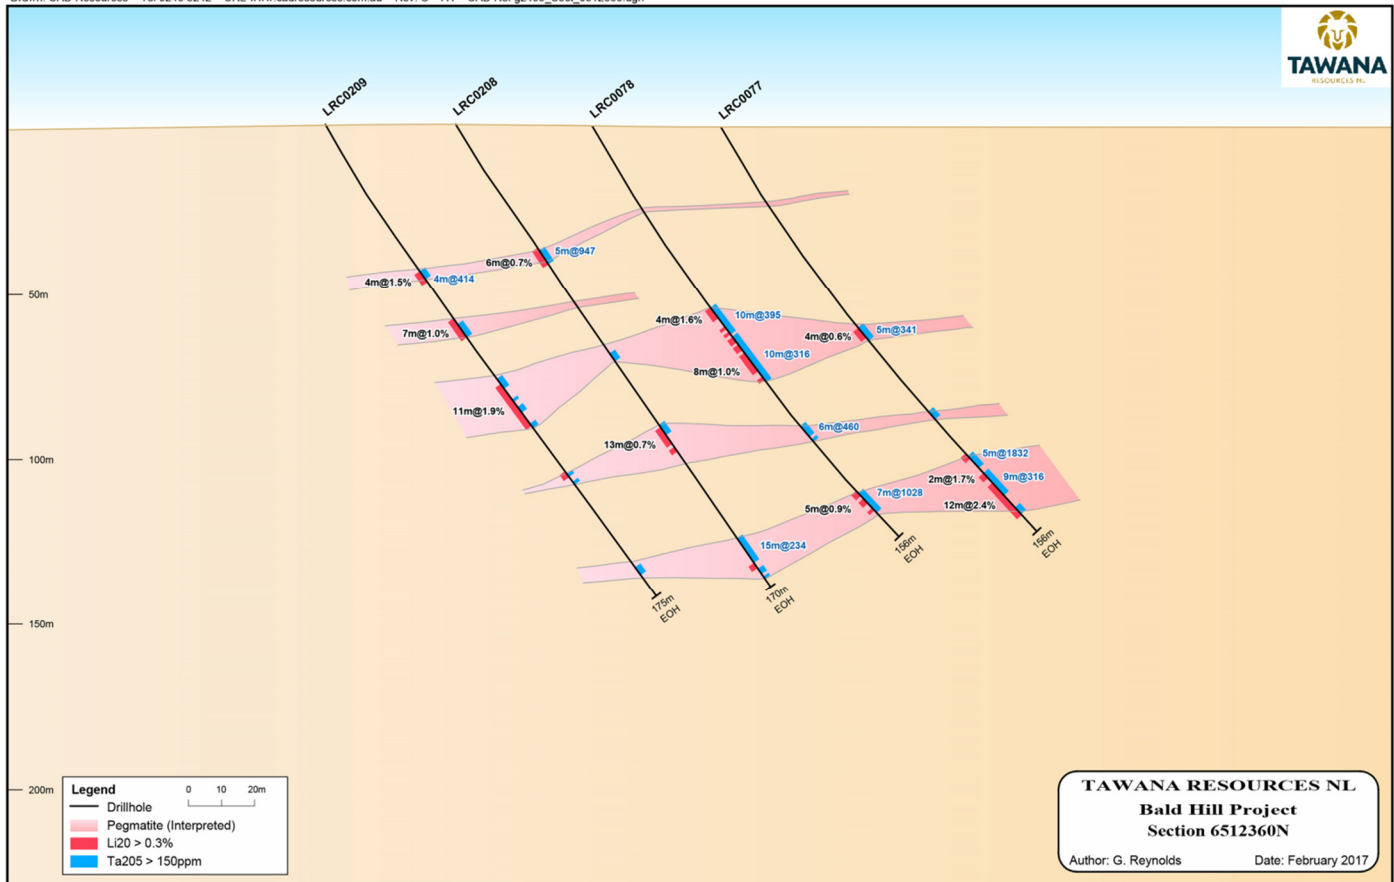 TAWANA
RESOURCES NL
LRC0209
LRC0208
LRC0078
LRC0077
5m@947
6m@0.7%
4m@1.5%
4m@414
50m
7m@1.0%
4m@1.6%
10m@395
10m@316
8m@1.0%
4m@0.6%
5m@341
11m@1.9%
13m@0.7%
6m@460
100m
5m@1832
2m@1.7%
9m@316
12m@2.4%
7m@1028
5m@0.9%
15m@234
156m
EOH
156m
EOH
170m
EOH
175m
EOH
150m
200m
Legend
0 10 20m
Drillhole
Pegmatite (Interpreted)
Li20 > 0.3%
Ta205 > 150ppm
TAWANA RESOURCES NL
Bald Hill Project
Section 6512360N
Author: G. Reynolds Date: February 2017